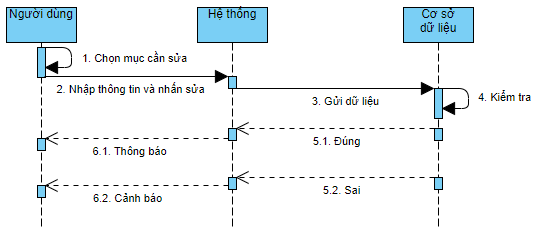 Người dùng
Hệ thống
Cơ sở
dữ liệu
1. Chọn mục cần sửa
2. Nhập thông tin và nhấn sửa
3. Gửi dữ liệu
4. Kiểm tra
5.1. Đúng
6.1. Thông báo
5.2. Sai
6.2. Cảnh báo